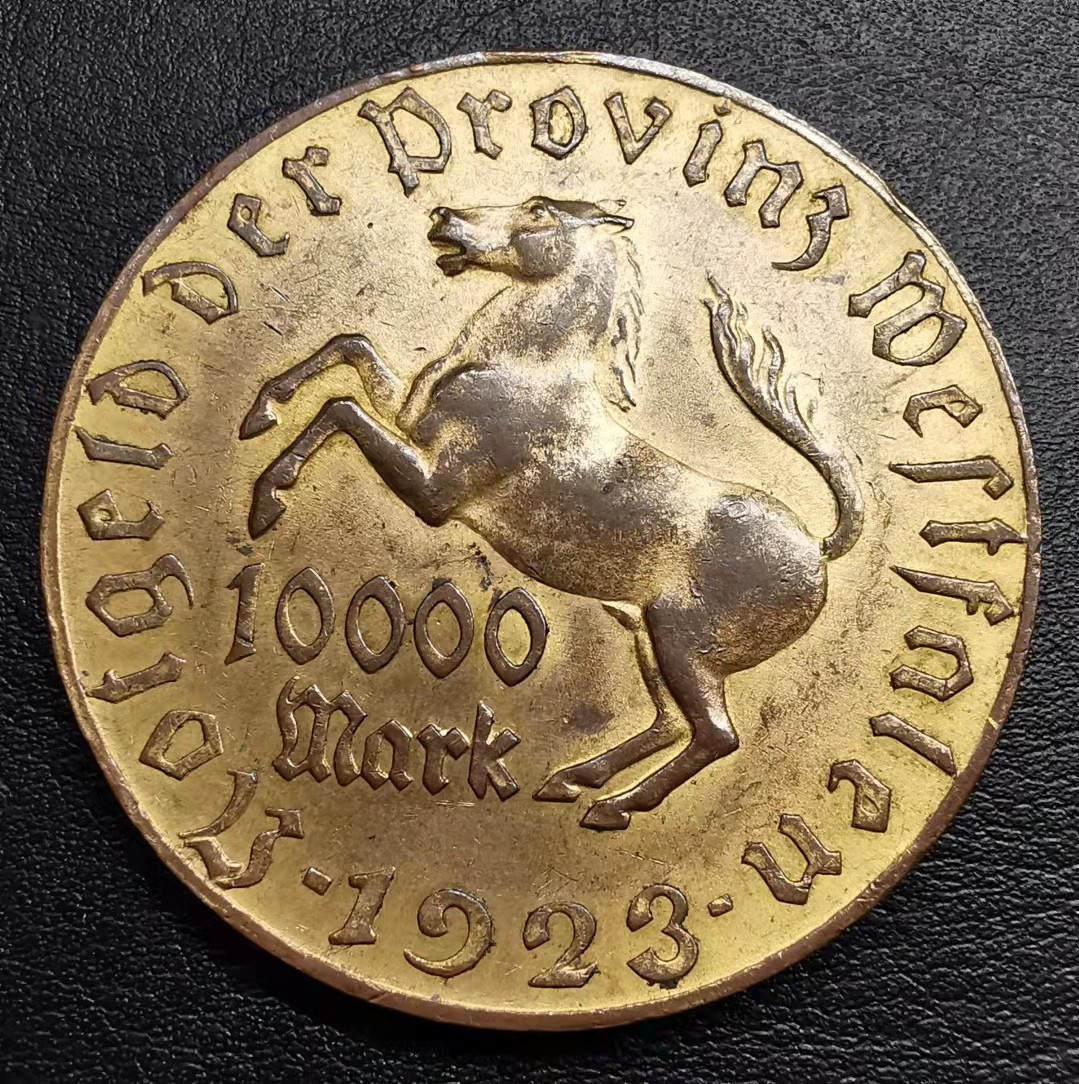 Notgeld der Provinz Westfalen
· 1923 ·
10000
Mark